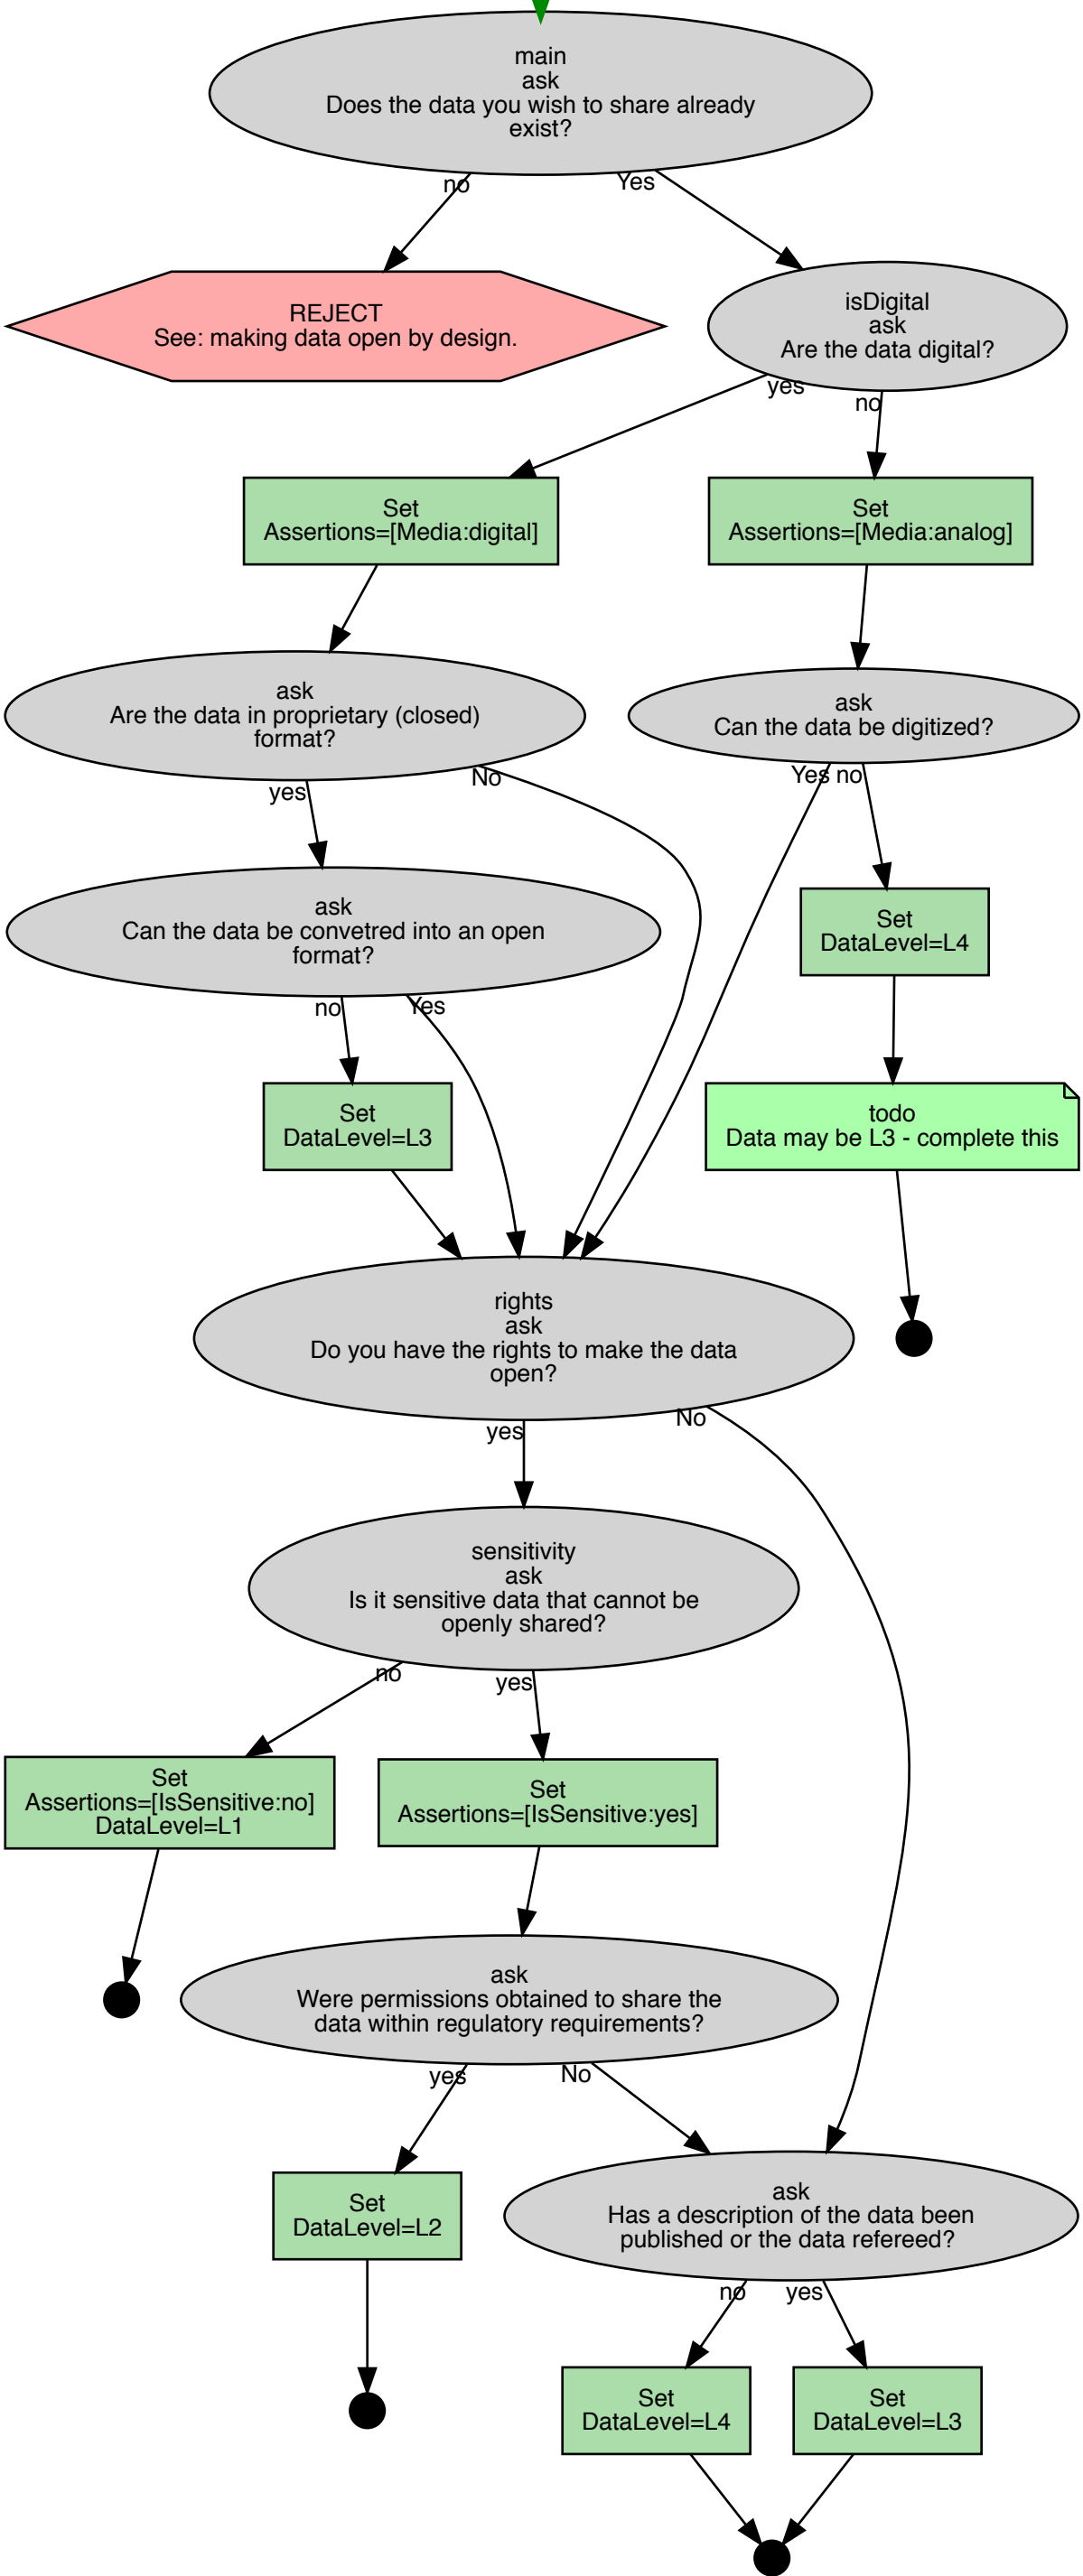 main
ask
Does the data you wish to share already
exist?
no
Yes
REJECT
See: making data open by design.
isDigital
ask
Are the data digital?
yes
no
Set
Assertions=[Media:digital]
Set
Assertions=[Media:analog]
ask
Are the data in proprietary (closed)
format?
ask
Can the data be digitized?
yes
No
Yes
no
ask
Can the data be convetred into an open
format?
Set
DataLevel=L4
no
Yes
Set
DataLevel=L3
todo
Data may be L3 - complete this
rights
ask
Do you have the rights to make the data
open?
yes
No
sensitivity
ask
Is it sensitive data that cannot be
openly shared?
no
yes
Set
Assertions=[IsSensitive:no]
DataLevel=L1
Set
Assertions=[IsSensitive:yes]
ask
Were permissions obtained to share the
data within regulatory requirements?
yes
No
Set
DataLevel=L2
ask
Has a description of the data been
published or the data refereed?
no
yes
Set
DataLevel=L4
Set
DataLevel=L3